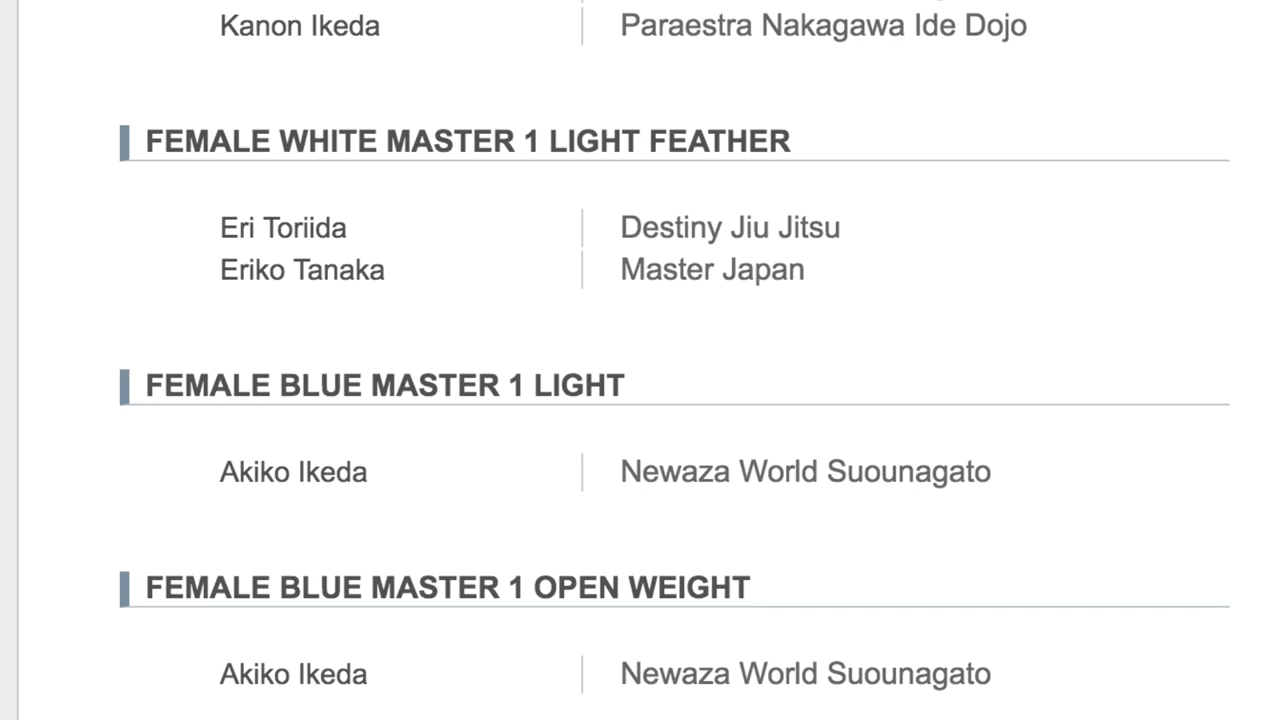 Kanon Ikeda Paraestra Nakagawa Ide Dojo
FEMALE WHITE MASTER 1 LIGHT FEATHER
Eri Toriida Destiny Jiu Jitsu
Eriko Tanaka Master Japan
FEMALE BLUE MASTER 1 LIGHT
Akiko Ikeda Newaza World Suounagato
FEMALE BLUE MASTER 1 OPEN WEIGHT
Akiko Ikeda Newaza World Suounagato